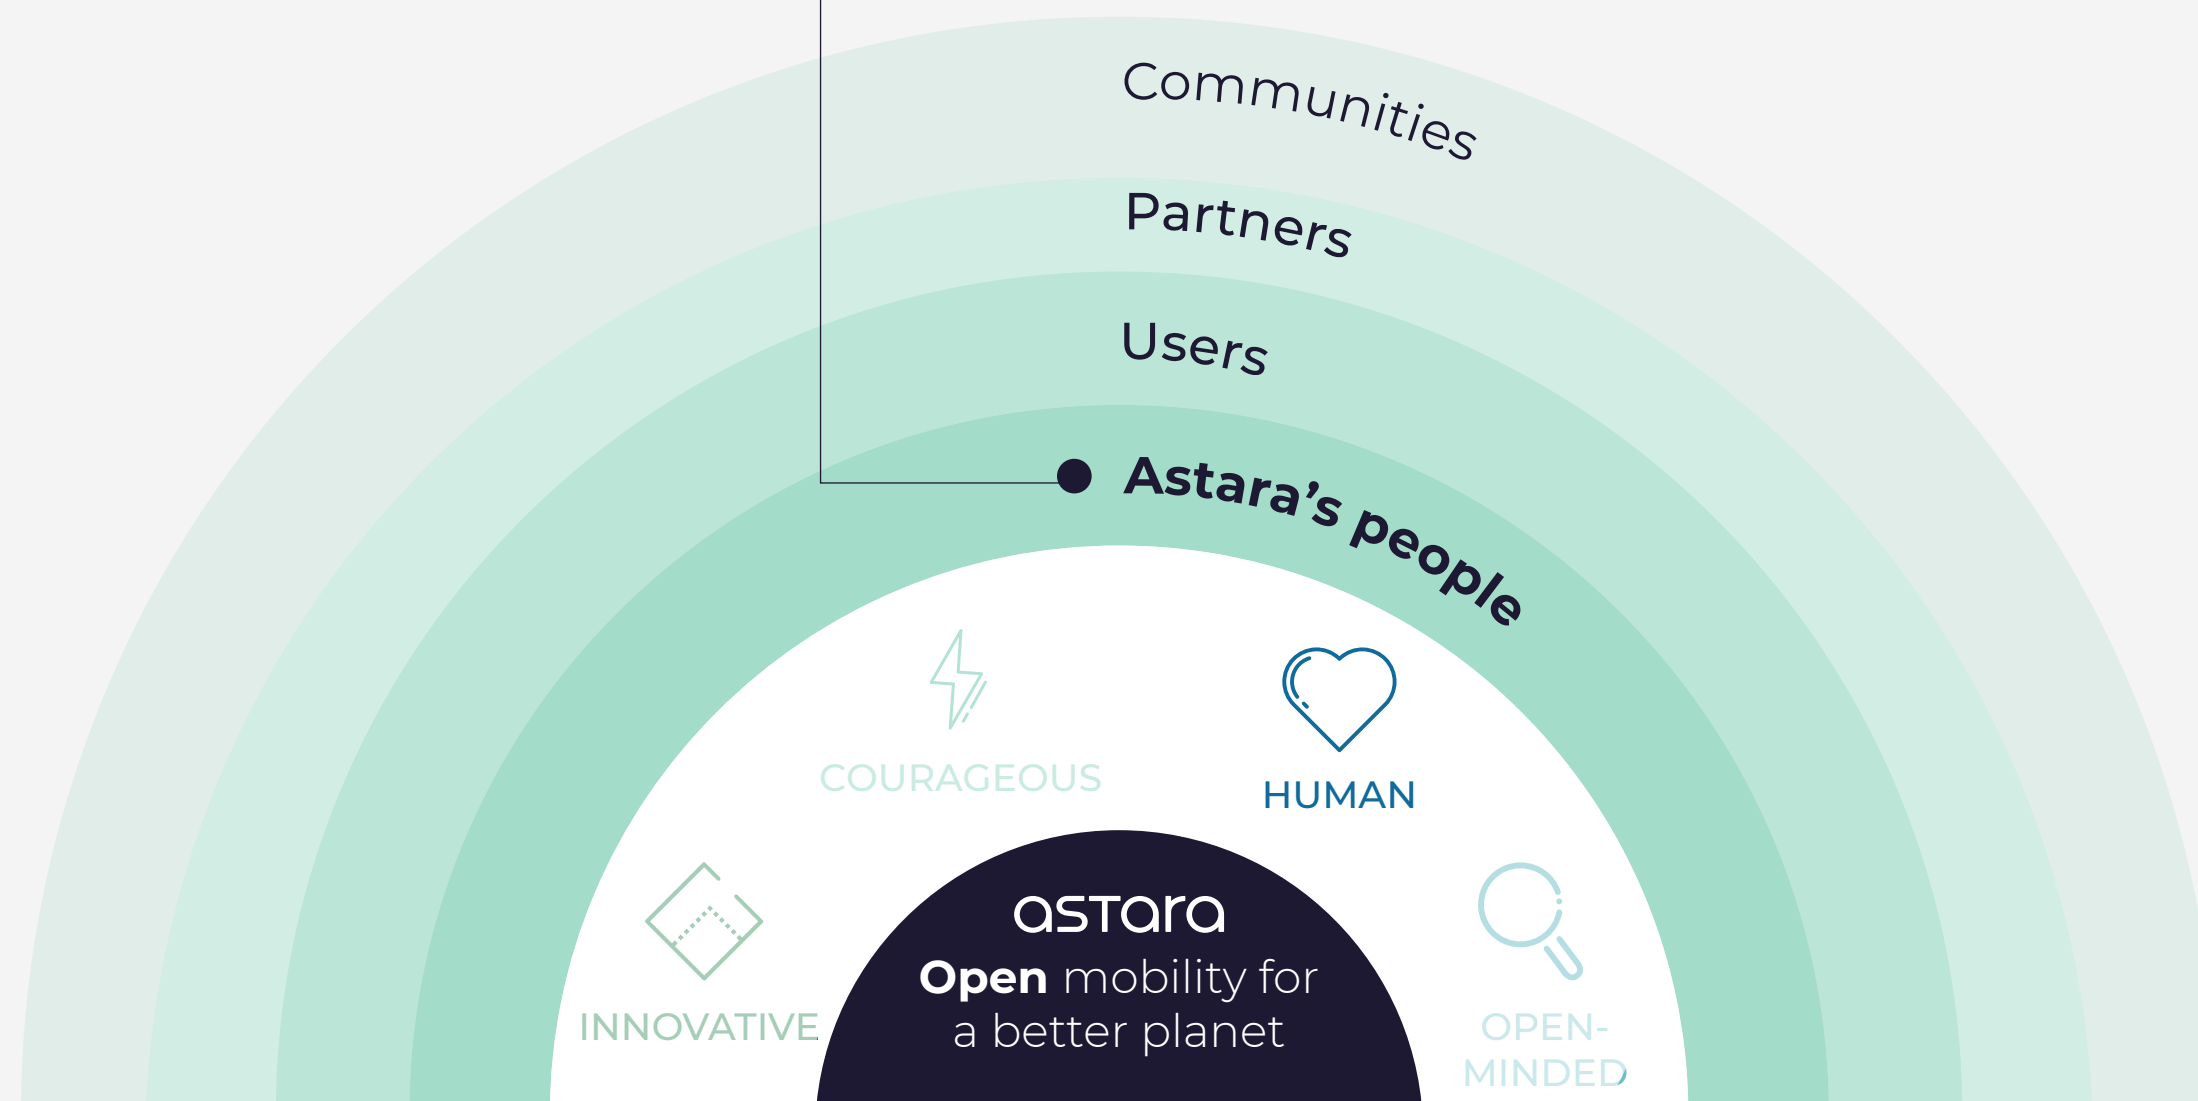 Communities
Partners
Users
Astara’s people
COURAGEOUS
HUMAN
INNOVATIVE
astara
Open mobility for
a better planet
OPEN-
MINDED